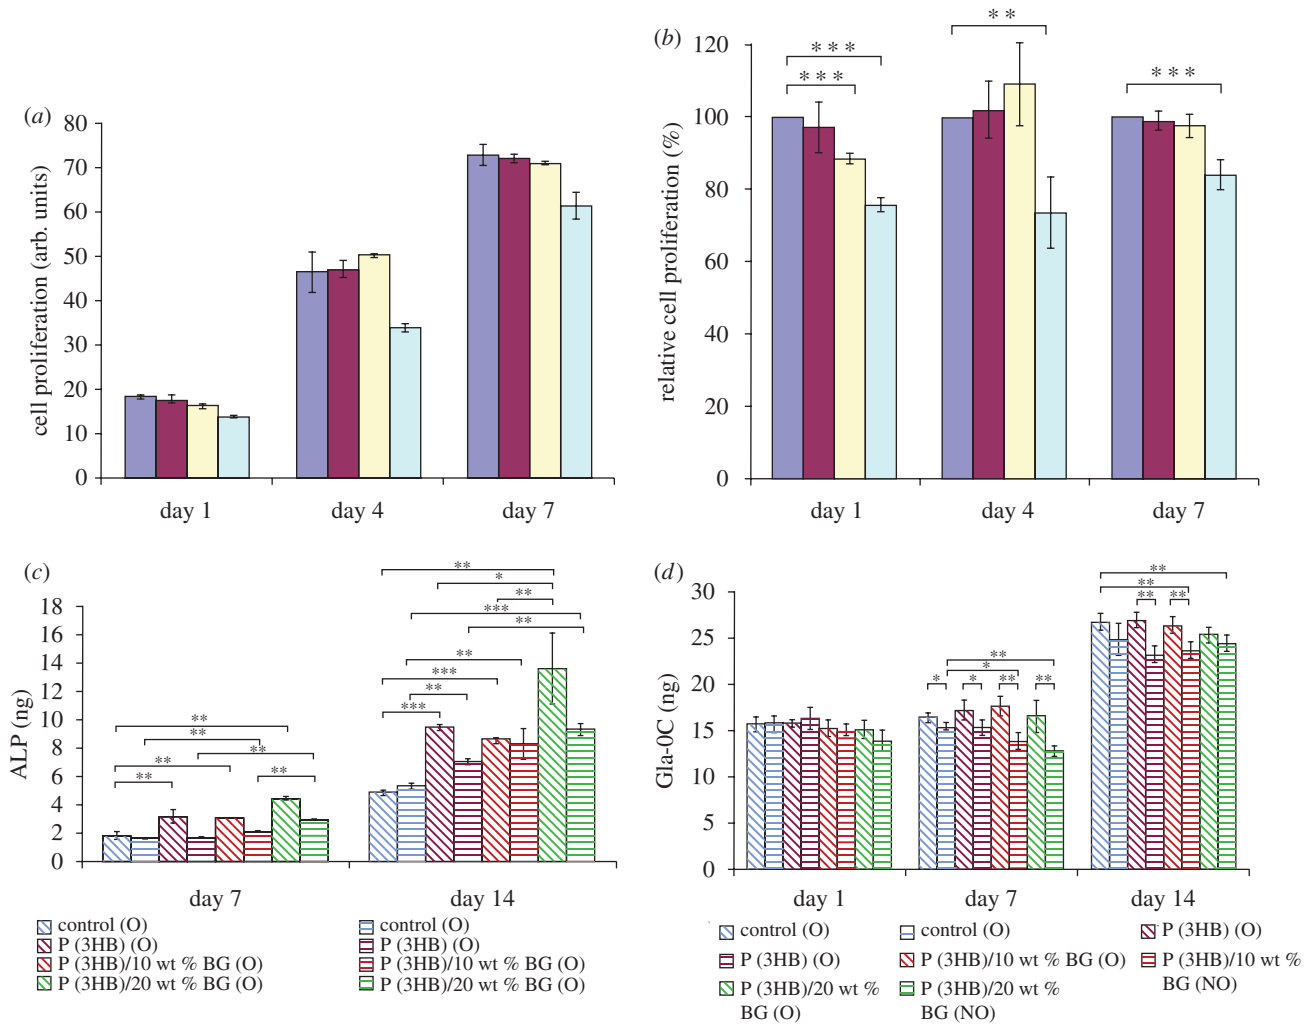 (a)
cell proliferation (arb. units)
80
70
60
50
40
30
20
10
0
day 1
day 4
day 7
(b)
relative cell proliferation (%)
120
100
80
60
40
20
0
***
***
**
***
day 1
day 4
day 7
(c)
ALP (ng)
18
16
14
12
10
8
6
4
2
0
**
**
**
**
**
**
**
*
**
***
**
**
***
**
***
day 7
day 14
control (O)
P (3HB) (O)
P (3HB)/10 wt % BG (O)
P (3HB)/20 wt % BG (O)
control (O)
P (3HB) (O)
P (3HB)/10 wt % BG (O)
P (3HB)/20 wt % BG (O)
(d)
Gla-0C (ng)
30
25
20
15
10
5
0
**
*
*
*
**
**
**
**
**
**
day 1
day 7
day 14
control (O)
control (O)
P (3HB) (O)
P (3HB) (O)
P (3HB)/10 wt % BG (O)
P (3HB)/10 wt %
BG (NO)
P (3HB)/20 wt %
BG (O)
P (3HB)/20 wt %
BG (NO)